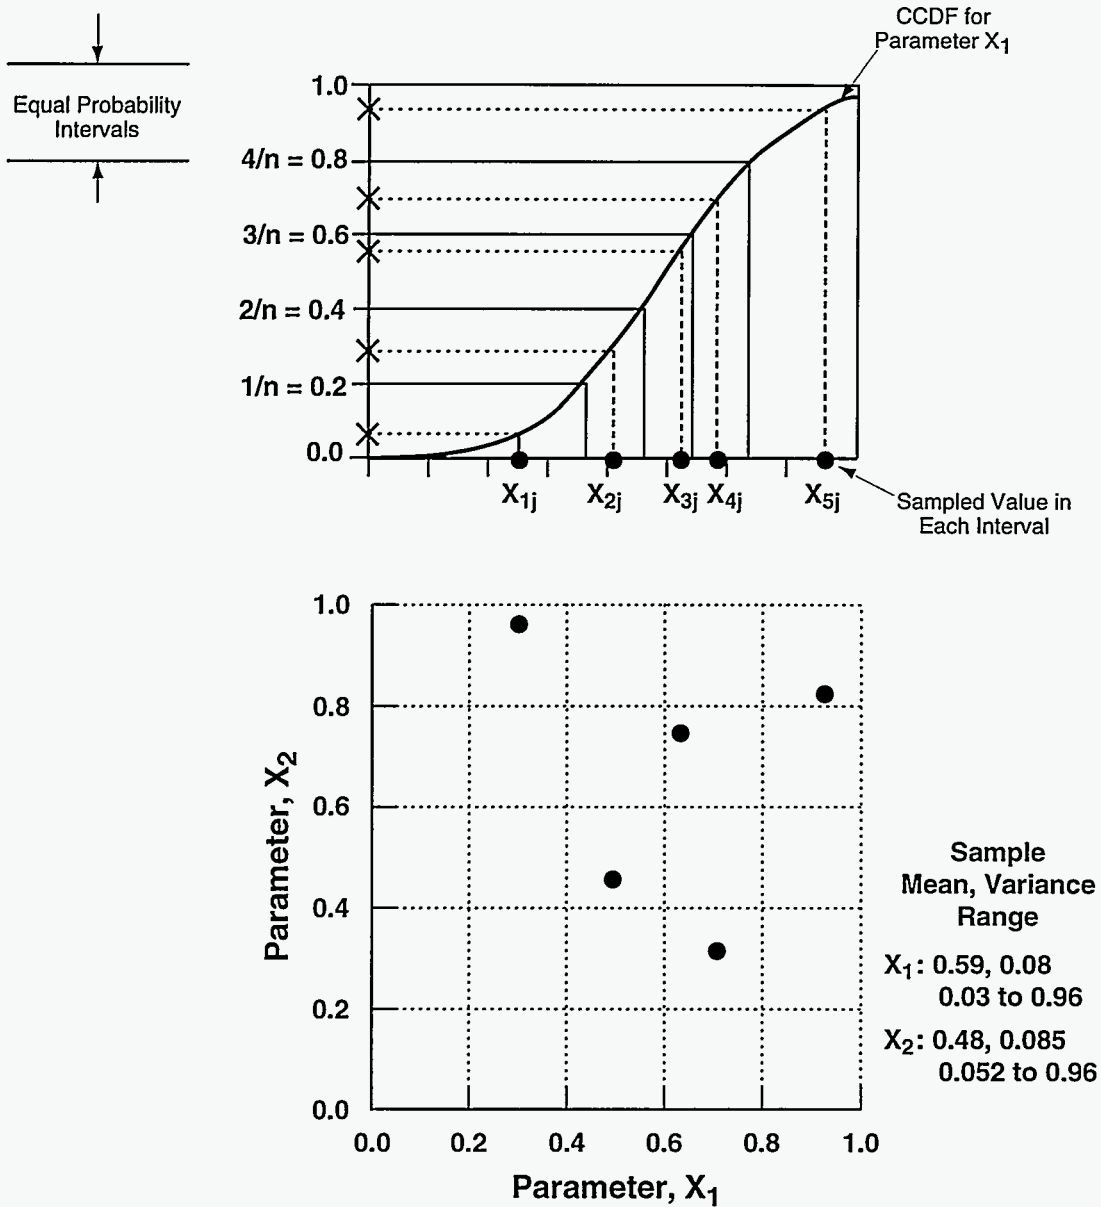 CCDF for
Parameter X1
Equal Probability
Intervals
1.0
4/n = 0.8
3/n = 0.6
2/n = 0.4
1/n = 0.2
0.0
X1j X2j X3j X4j X5j
Sampled Value in
Each Interval
1.0
0.8
0.6
0.4
0.2
0.0
Parameter, X2
0.0 0.2 0.4 0.6 0.8 1.0
Parameter, X1
Sample
Mean, Variance
Range
X1: 0.59, 0.08
0.03 to 0.96
X2: 0.48, 0.085
0.052 to 0.96